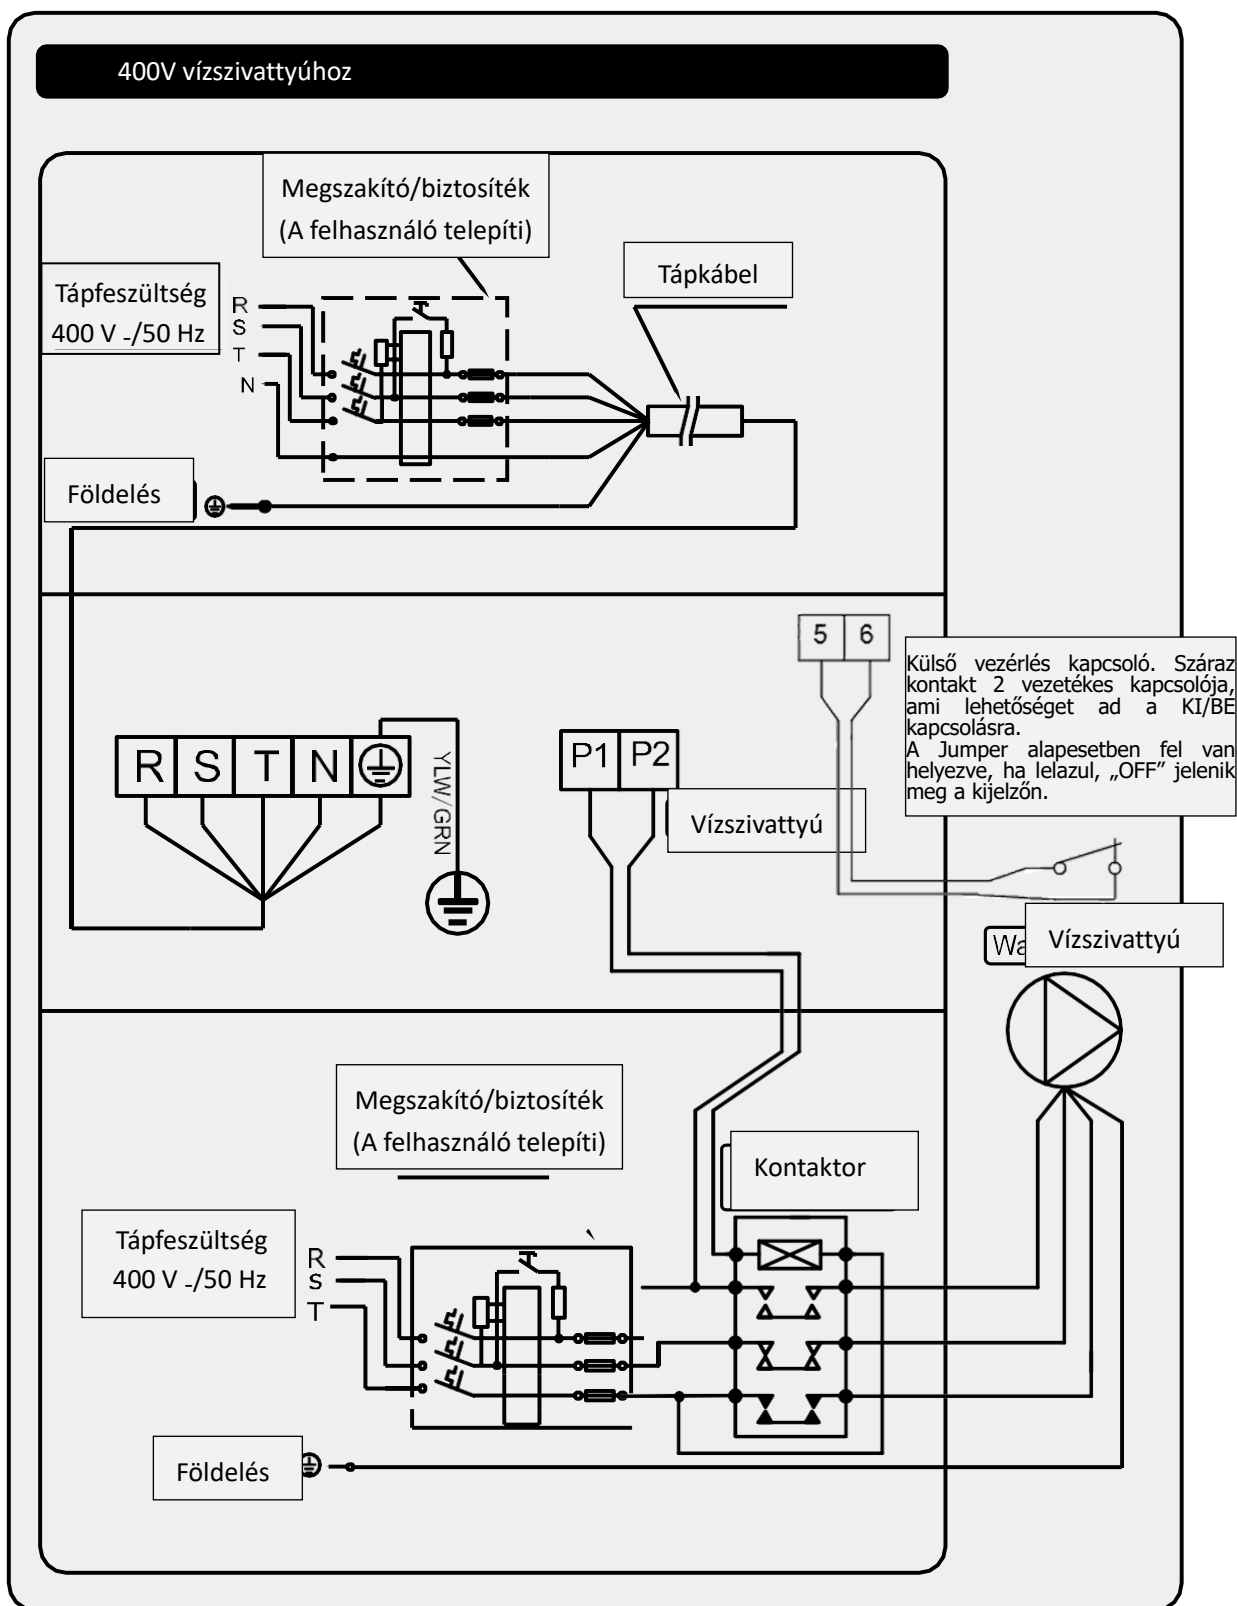 400V vízszivattyúhoz
Megszakító/biztosíték
(A felhasználó telepíti)
Tápkábel
Tápfeszültség
400 V ~/50 Hz
R
S
T
N
Földelés
5 6
Külső vezérlés kapcsoló. Száraz
kontakt 2 vezetékes kapcsolója,
ami lehetőséget ad a KI/BE
kapcsolásra.
A Jumper alapesetben fel van
helyezve, ha lelazul, „OFF” jelenik
meg a kijelzőn.
R S T N
YLW/GRN
P1 P2
Vízszivattyú
Wa
Vízszivattyú
Megszakító/biztosíték
(A felhasználó telepíti)
Kontaktor
Tápfeszültség
400 V ~/50 Hz
R
S
T
Földelés